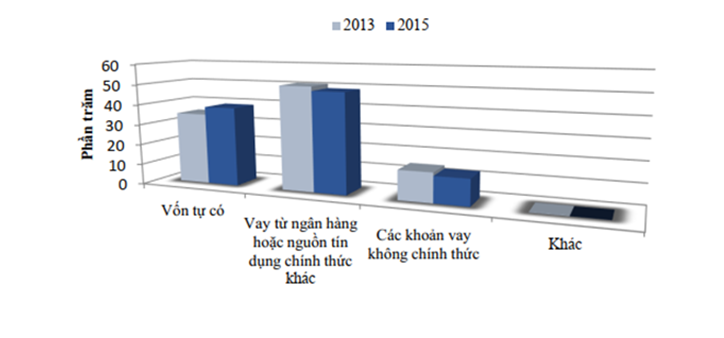 2013 2015
60
50
40
30
20
10
0
Phần trăm
Vốn tự có
Vay từ ngân hàng
hoặc nguồn tín
dụng chính thức
khác
Các khoản vay
không chính thức
Khác